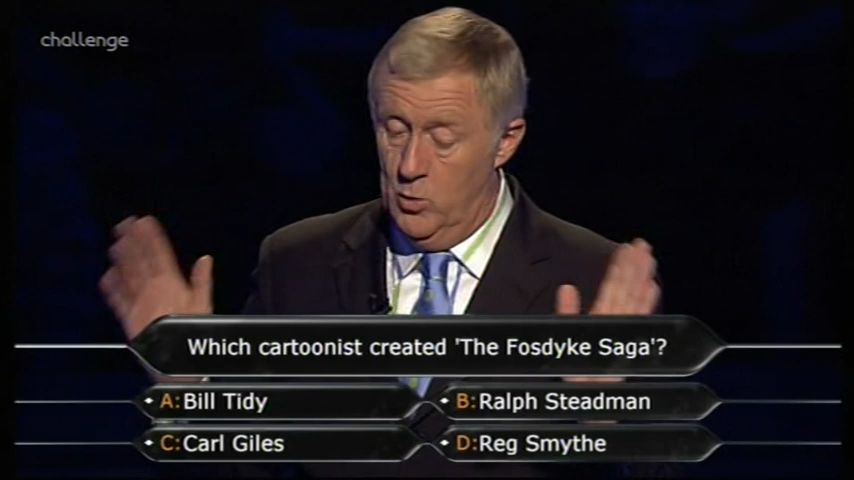 challenge
Which cartoonist created 'The Fosdyke Saga'?
A:Bill Tidy
B:Ralph Steadman
C:Carl Giles
D:Reg Smythe